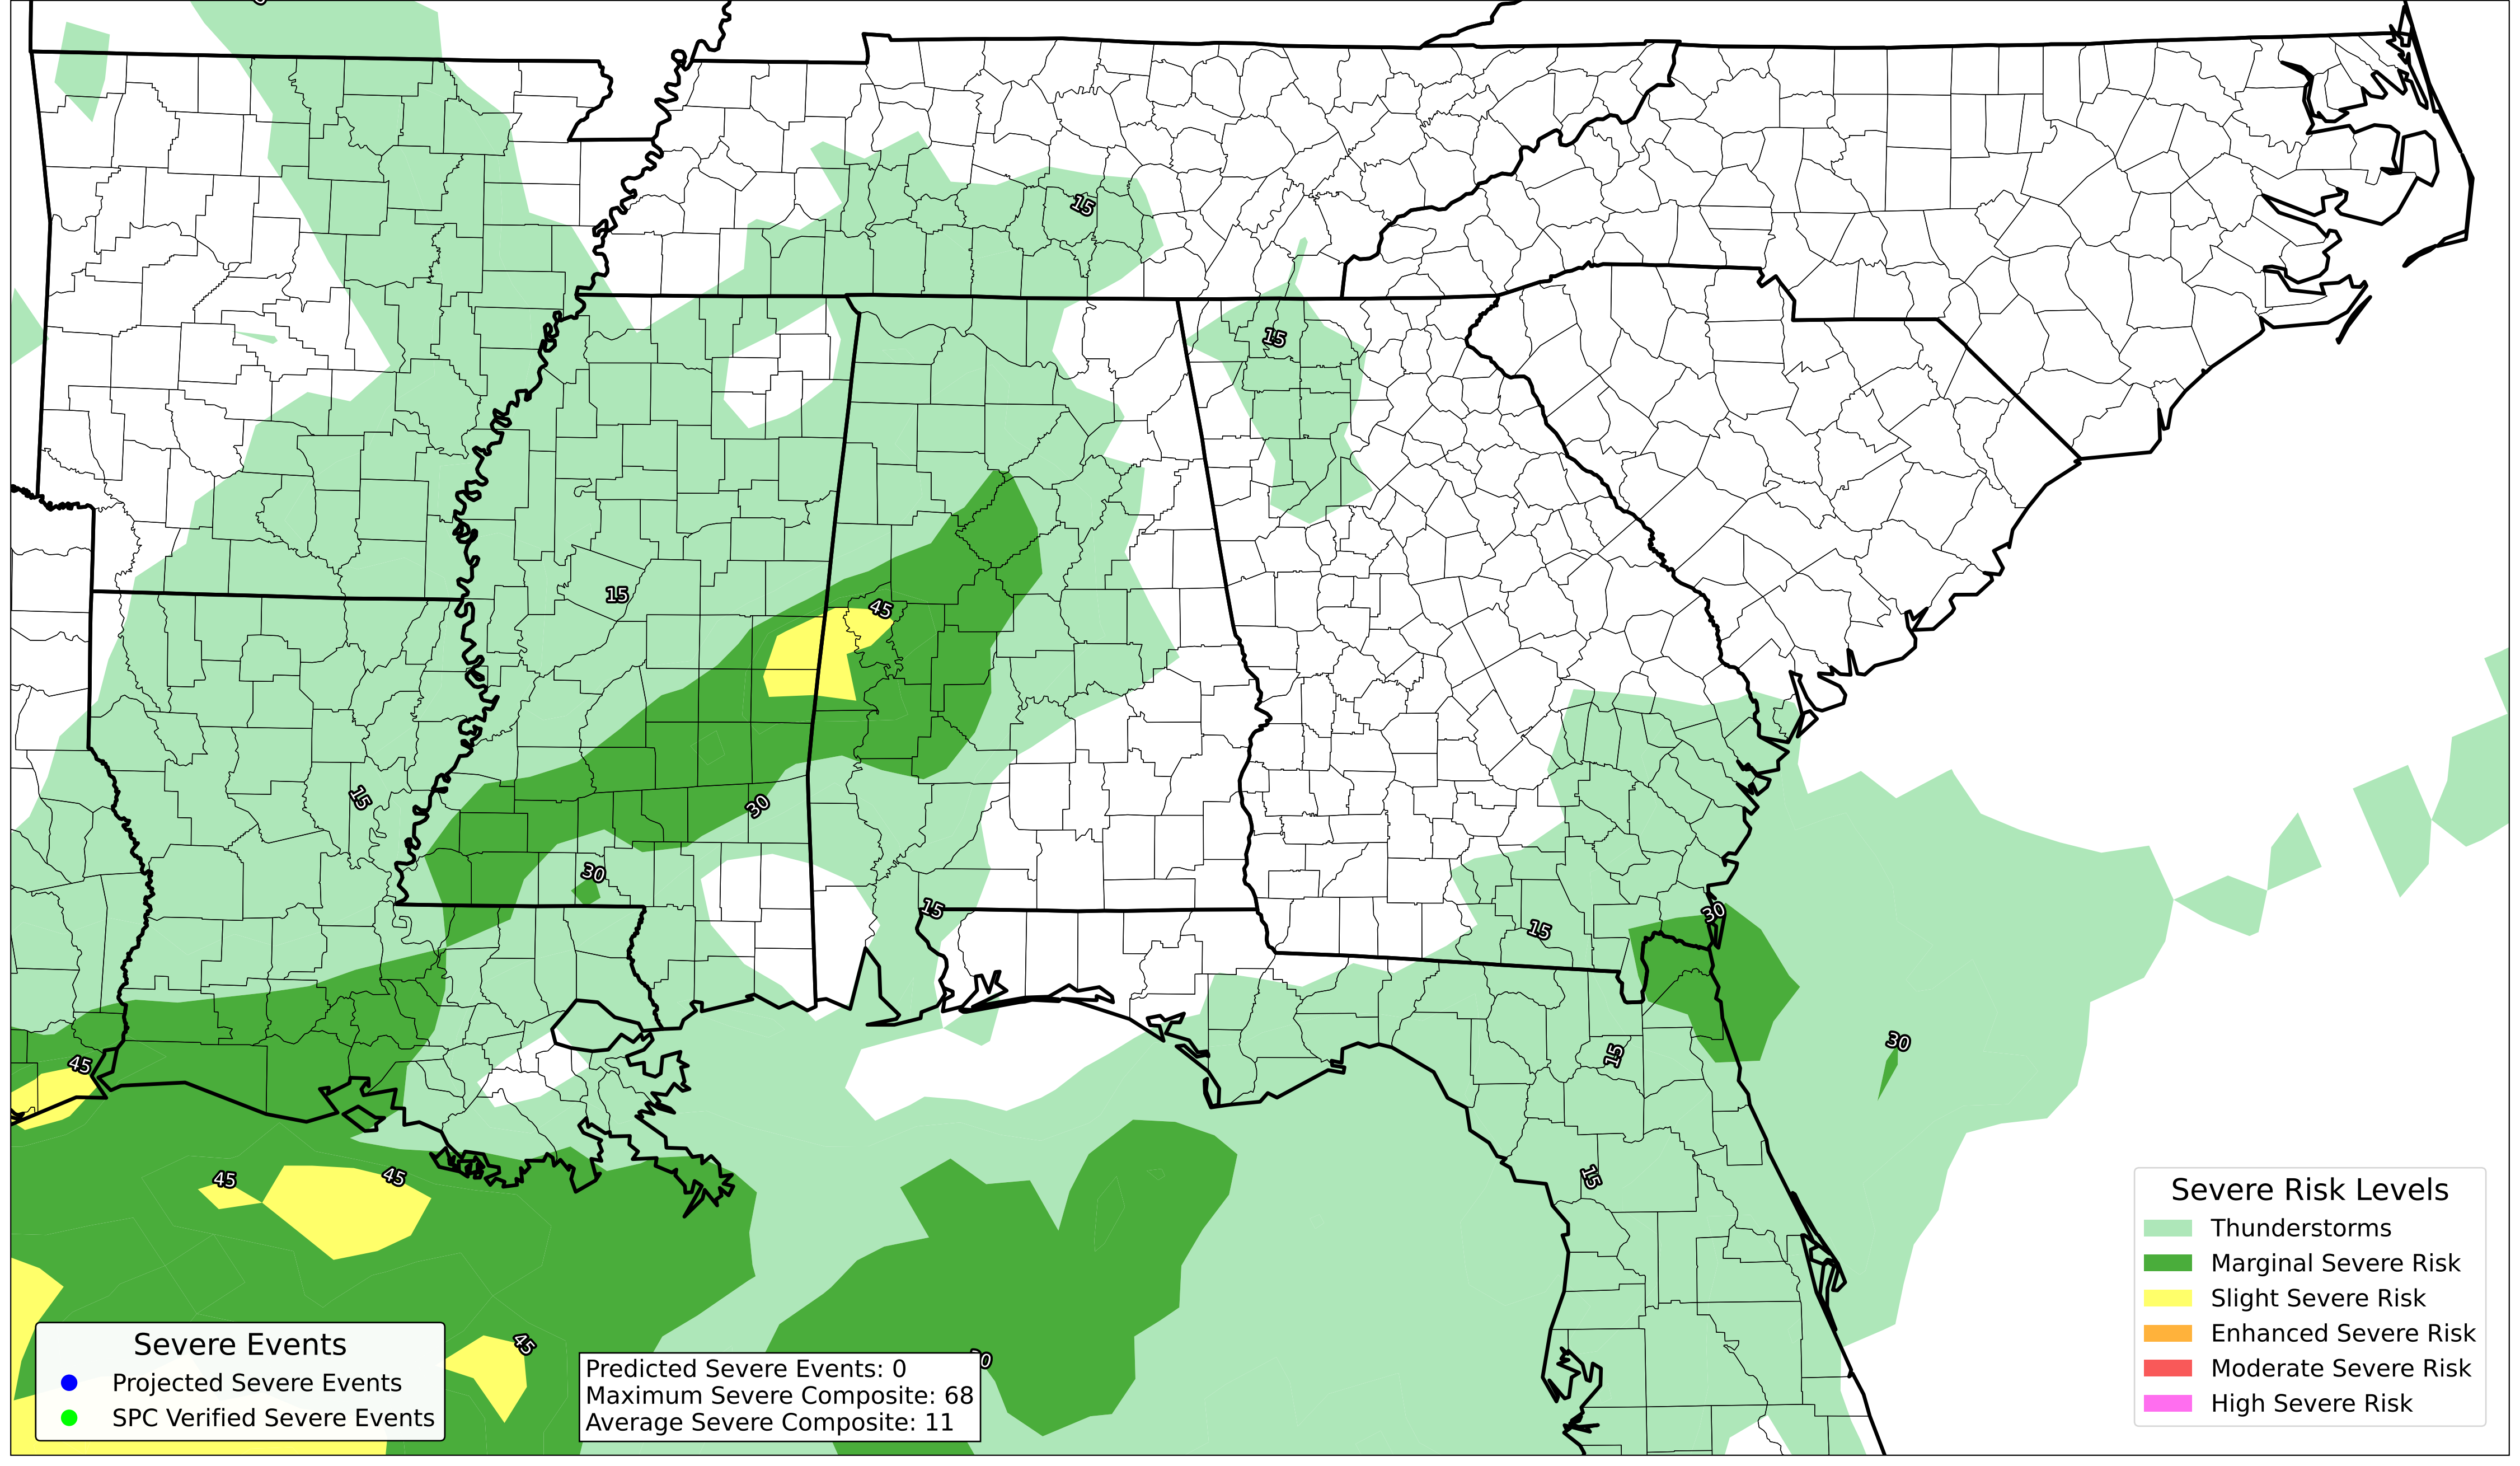 15
15
15
45
15
30
30
15
15
30
15
30
15
45
45
45
15
45
30
Severe Events
Projected Severe Events
SPC Verified Severe Events
Predicted Severe Events: 0
Maximum Severe Composite: 68
Average Severe Composite: 11
Severe Risk Levels
Thunderstorms
Marginal Severe Risk
Slight Severe Risk
Enhanced Severe Risk
Moderate Severe Risk
High Severe Risk